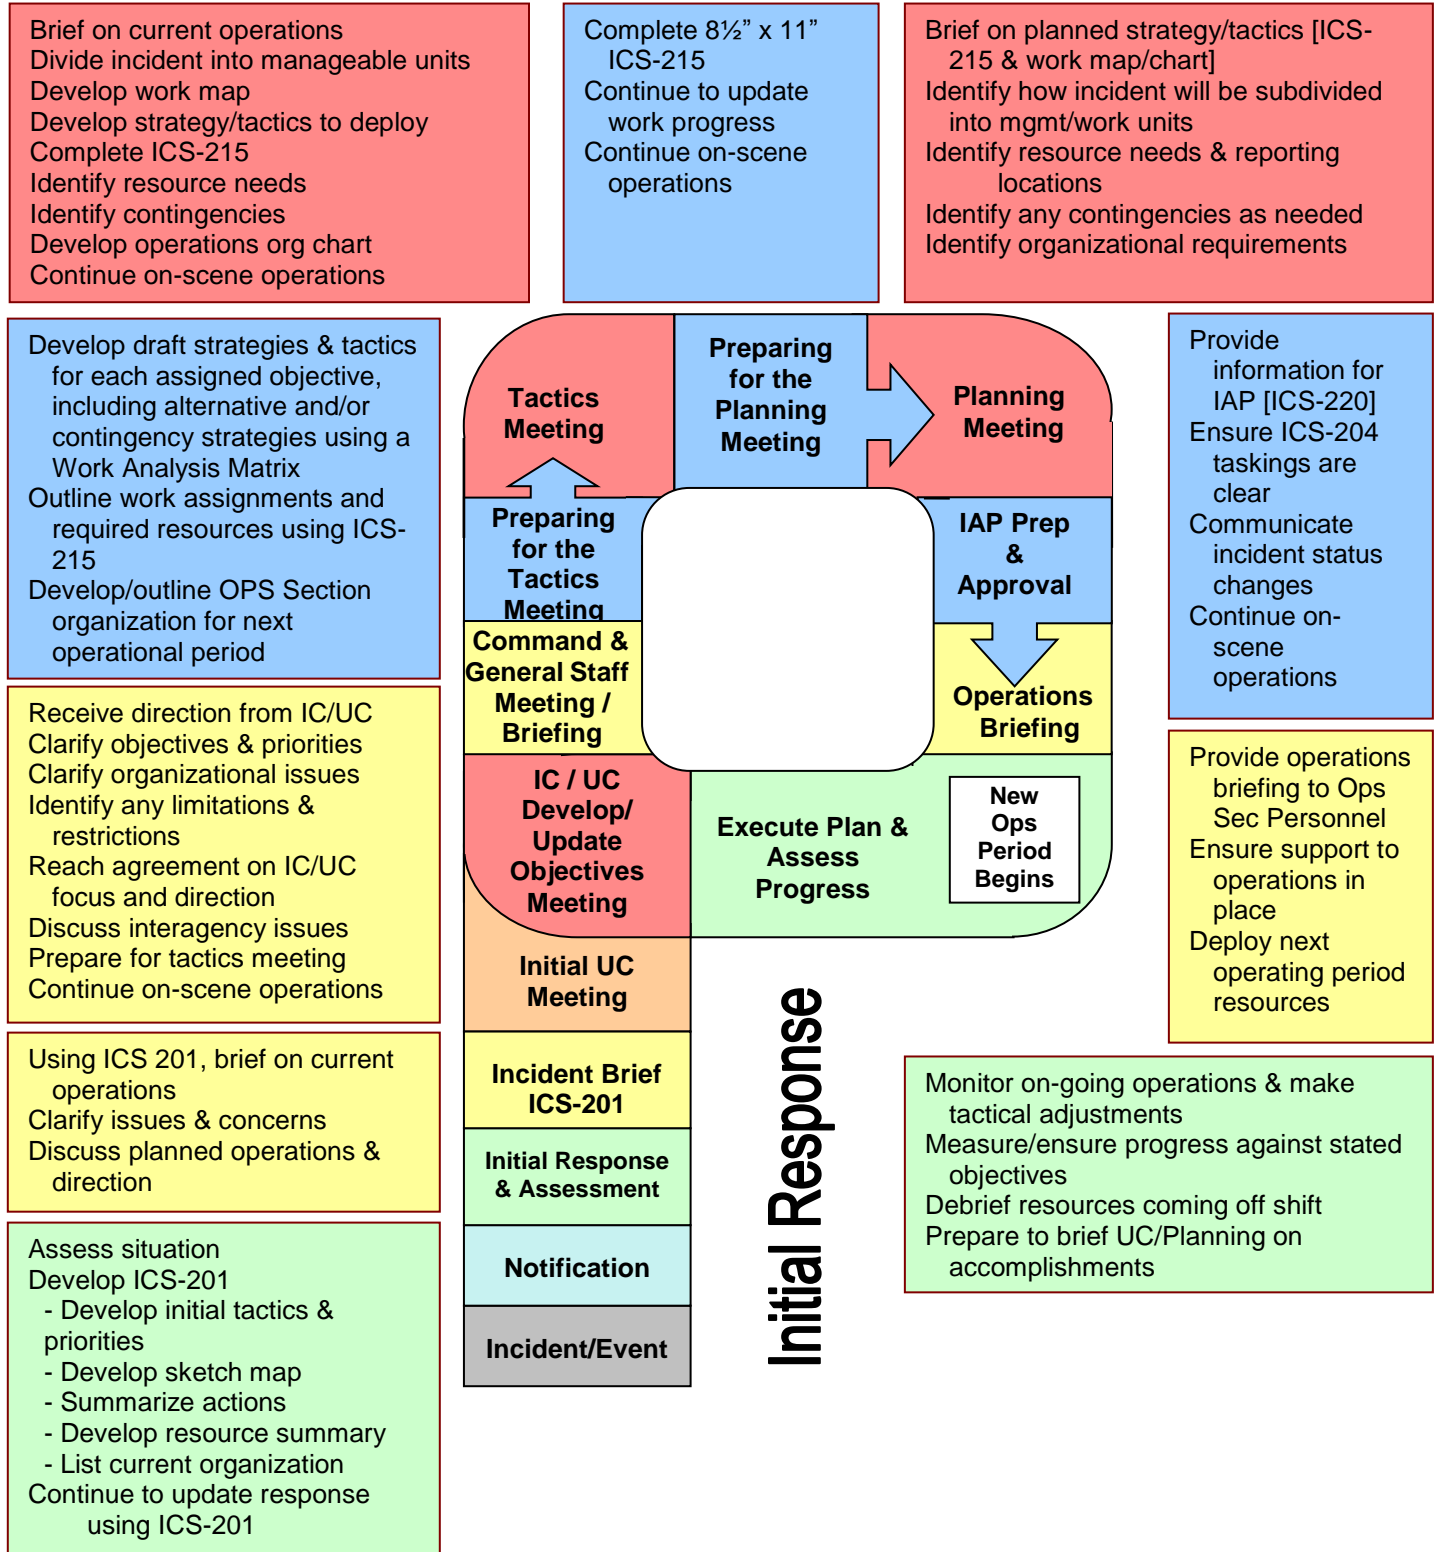 Brief on current operations
Divide incident into manageable units
Develop work map
Develop strategy/tactics to deploy
Complete ICS-215
Identify resource needs
Identify contingencies
Develop operations org chart
Continue on-scene operations
Complete 8½” x 11”
ICS-215
Continue to update
work progress
Continue on-scene
operations
Brief on planned strategy/tactics [ICS-
215 & work map/chart]
Identify how incident will be subdivided
into mgmt/work units
Identify resource needs & reporting
locations
Identify any contingencies as needed
Identify organizational requirements
Develop draft strategies & tactics
for each assigned objective,
including alternative and/or
contingency strategies using a
Work Analysis Matrix
Outline work assignments and
required resources using ICS-
215
Develop/outline OPS Section
organization for next
operational period
Tactics
Meeting
Preparing
for the
Planning
Meeting
Planning
Meeting
Provide
information for
IAP [ICS-220]
Ensure ICS-204
taskings are
clear
Communicate
incident status
changes
Continue on-
scene
operations
Preparing
for the
Tactics
Meeting
IAP Prep
&
Approval
Command &
General Staff
Meeting /
Briefing
Operations
Briefing
Receive direction from IC/UC
Clarify objectives & priorities
Clarify organizational issues
Identify any limitations &
restrictions
Reach agreement on IC/UC
focus and direction
Discuss interagency issues
Prepare for tactics meeting
Continue on-scene operations
IC / UC
Develop/
Update
Objectives
Meeting
Execute Plan &
Assess
Progress
New
Ops
Period
Begins
Provide operations
briefing to Ops
Sec Personnel
Ensure support to
operations in
place
Deploy next
operating period
resources
Initial UC
Meeting
Using ICS 201, brief on current
operations
Clarify issues & concerns
Discuss planned operations &
direction
Incident Brief
ICS-201
Initial Response
& Assessment
Notification
Incident/Event
Initial Response
Monitor on-going operations & make
tactical adjustments
Measure/ensure progress against stated
objectives
Debrief resources coming off shift
Prepare to brief UC/Planning on
accomplishments
Assess situation
Develop ICS-201
- Develop initial tactics &
priorities
- Develop sketch map
- Summarize actions
- Develop resource summary
- List current organization
Continue to update response
using ICS-201